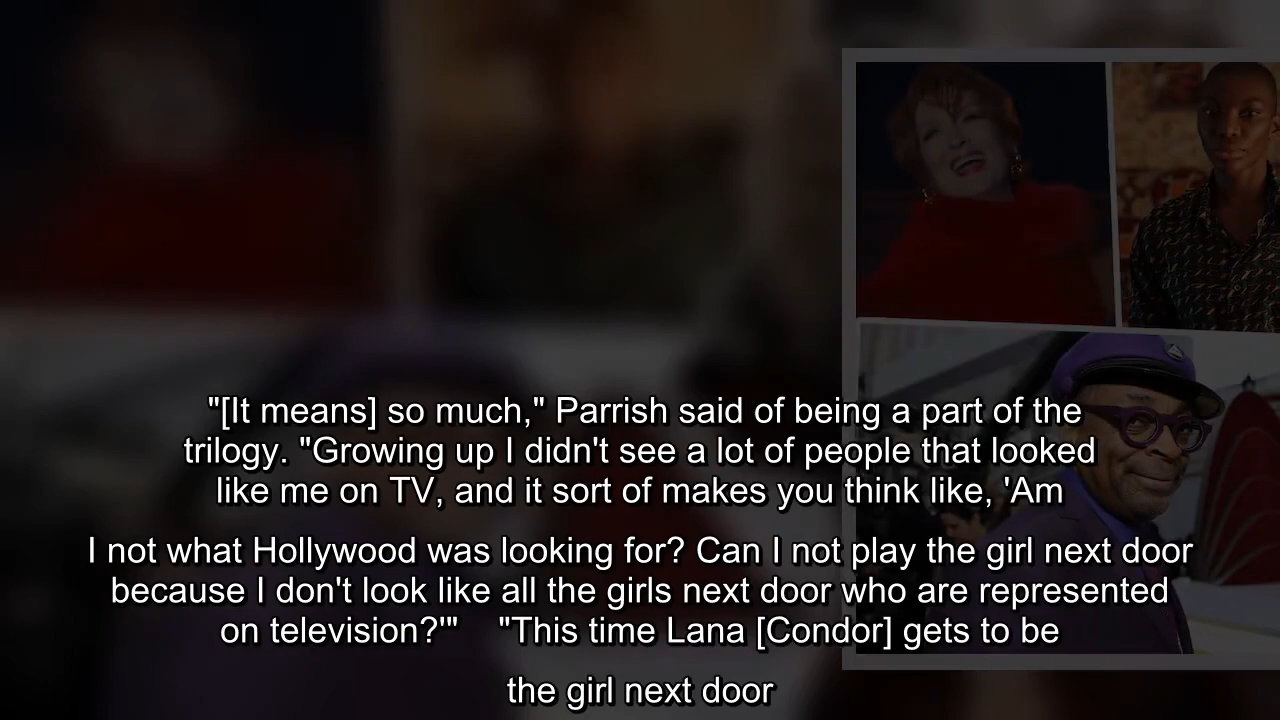 "[It means] so much," Parrish said of being a part of the
trilogy. "Growing up I didn't see a lot of people that looked
like me on TV, and it sort of makes you think like, 'Am
I not what Hollywood was looking for? Can I not play the girl next door
because I don't look like all the girls next door who are represented
on television?'" "This time Lana [Condor] gets to be
the girl next door